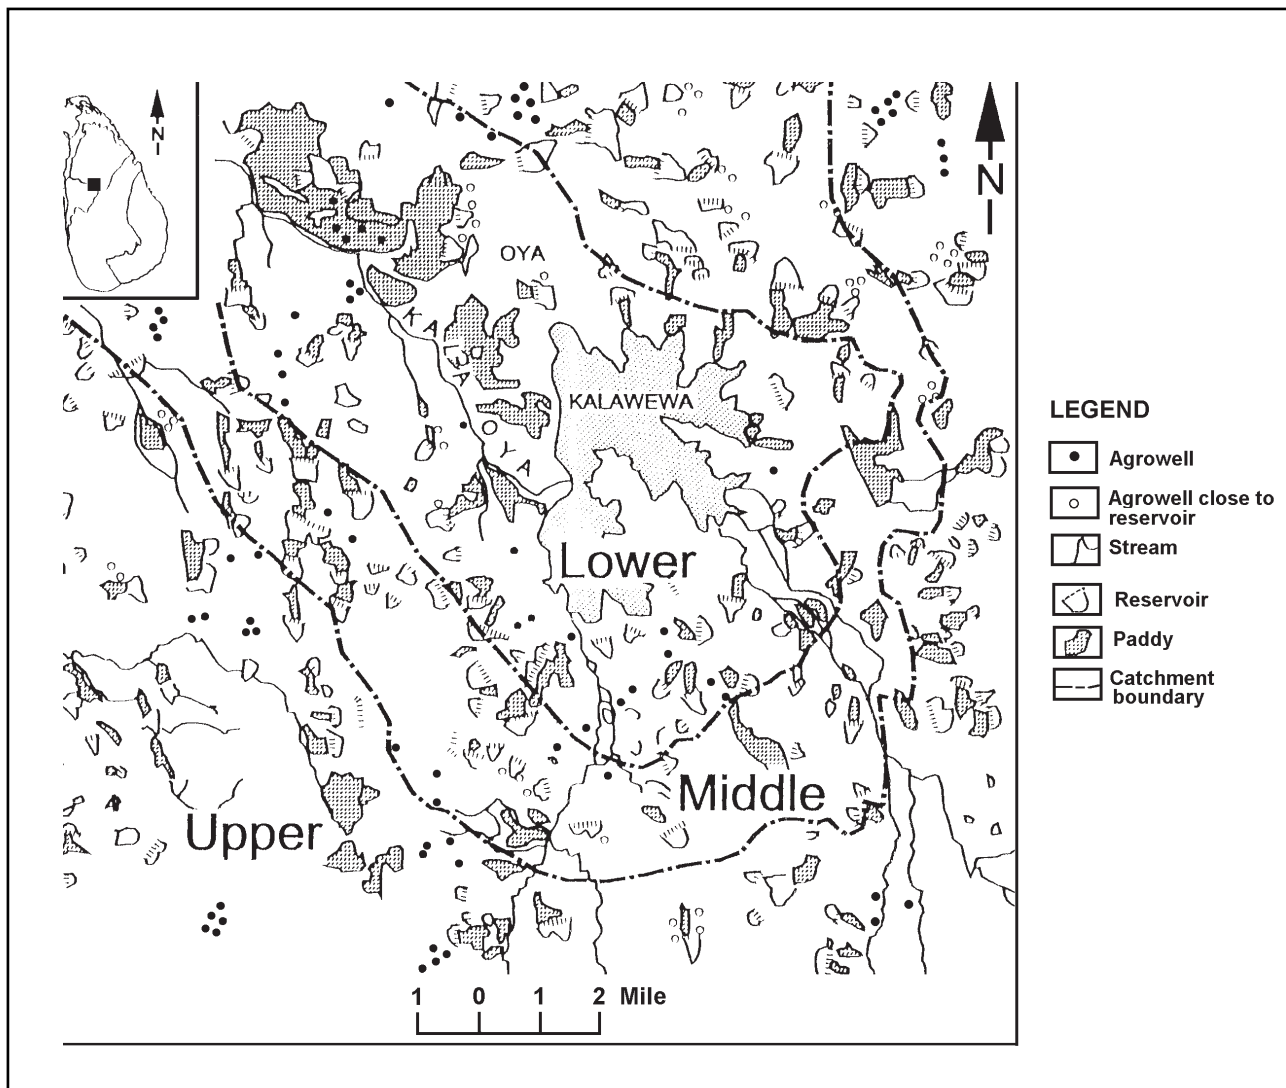 N
N
OYA
KALA
OYA
KALAWEWA
Lower
Middle
Upper
1 0 1 2 Mile
LEGEND
Agrowell
Agrowell close to
reservoir
Stream
Reservoir
Paddy
Catchment
boundary